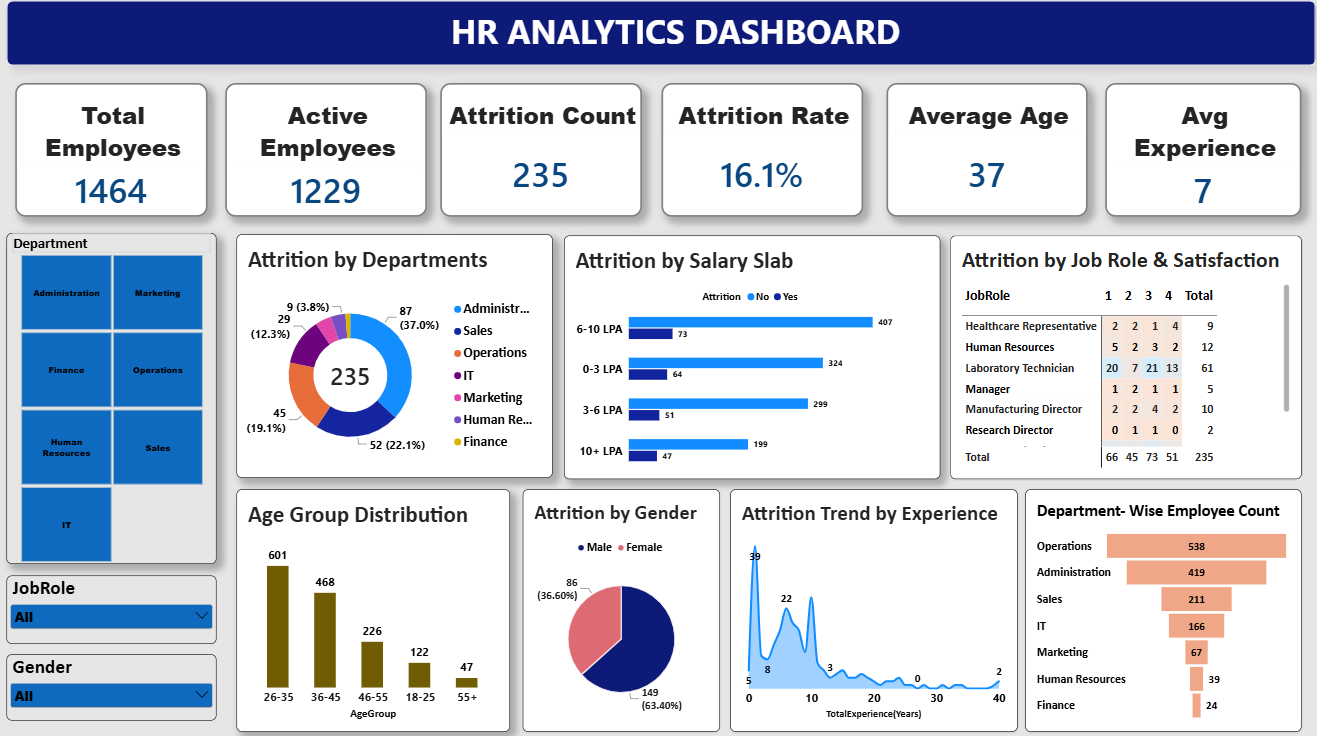 HR ANALYTICS DASHBOARD
Total
Employees
1464
Active
Employees
1229
Attrition Count
235
Attrition Rate
16.1%
Average Age
37
Avg
Experience
7
Department
Administration
Marketing
Finance
Operations
Human
Resources
Sales
IT
JobRole
All
Gender
All
Attrition by Departments
9 (3.8%)
29
(12.3%)
45
(19.1%)
87
(37.0%)
52 (22.1%)
235
Administr...
Sales
Operations
IT
Marketing
Human Re...
Finance
Attrition by Salary Slab
Attrition No Yes
6-10 LPA 407
73
0-3 LPA 324
64
3-6 LPA 299
51
10+ LPA 199
47
Attrition by Job Role & Satisfaction
JobRole 1 2 3 4 Total
Healthcare Representative 2 2 1 4 9
Human Resources 5 2 3 2 12
Laboratory Technician 20 7 21 13 61
Manager 1 2 1 1 5
Manufacturing Director 2 2 4 2 10
Research Director 0 1 1 0 2
Total 66 45 73 51 235
Age Group Distribution
601
468
226
122
47
26-35 36-45 46-55 18-25 55+
AgeGroup
Attrition by Gender
Male Female
86
(36.60%)
149
(63.40%)
Attrition Trend by Experience
39
22
8
5
3
0
2
0 10 20 30 40
TotalExperience(Years)
Department- Wise Employee Count
Operations 538
Administration 419
Sales 211
IT 166
Marketing 67
Human Resources 39
Finance 24